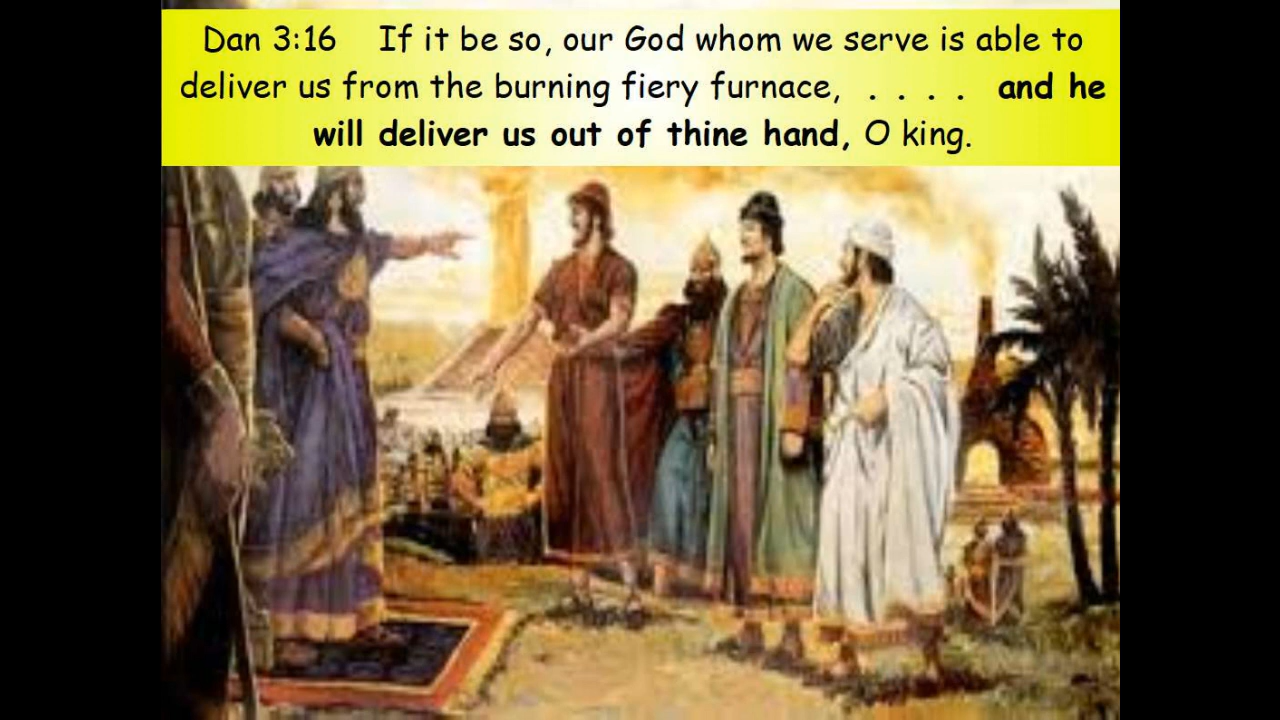 Dan 3:16 If it be so, our God whom we serve is able to
deliver us from the burning fiery furnace, . . . . and he
will deliver us out of thine hand, O king.